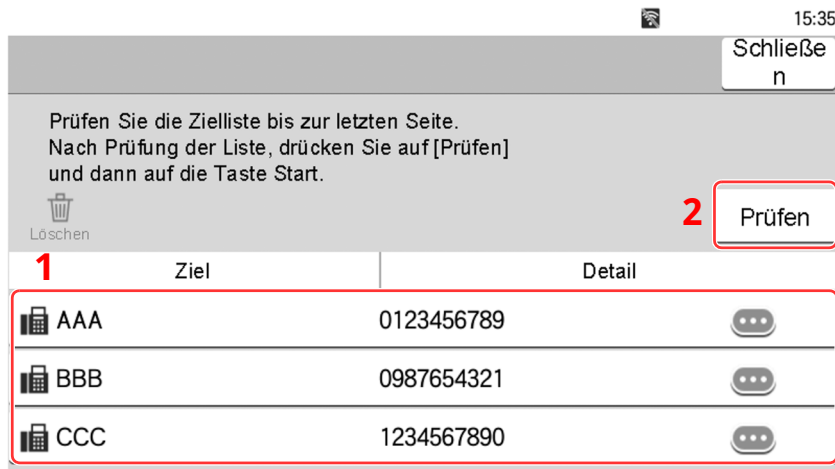 15:35
Schließe
n
Prüfen Sie die Zielliste bis zur letzten Seite.
Nach Prüfung der Liste, drücken Sie auf [Prüfen]
und dann auf die Taste Start.
Löschen
2 Prüfen
1 Ziel Detail
AAA 0123456789
BBB 0987654321
CCC 1234567890